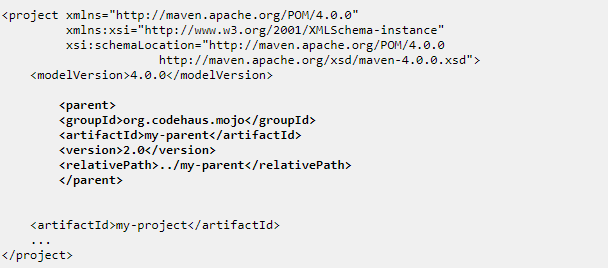 <project xmlns="http://maven.apache.org/POM/4.0.0"
xmlns:xsi="http://www.w3.org/2001/XMLSchema-instance"
xsi:schemaLocation="http://maven.apache.org/POM/4.0.0
http://maven.apache.org/xsd/maven-4.0.0.xsd">
<modelVersion>4.0.0</modelVersion>
<parent>
<groupId>org.codehaus.mojo</groupId>
<artifactId>my-parent</artifactId>
<version>2.0</version>
<relativePath>../my-parent</relativePath>
</parent>
<artifactId>my-project</artifactId>
...
</project>